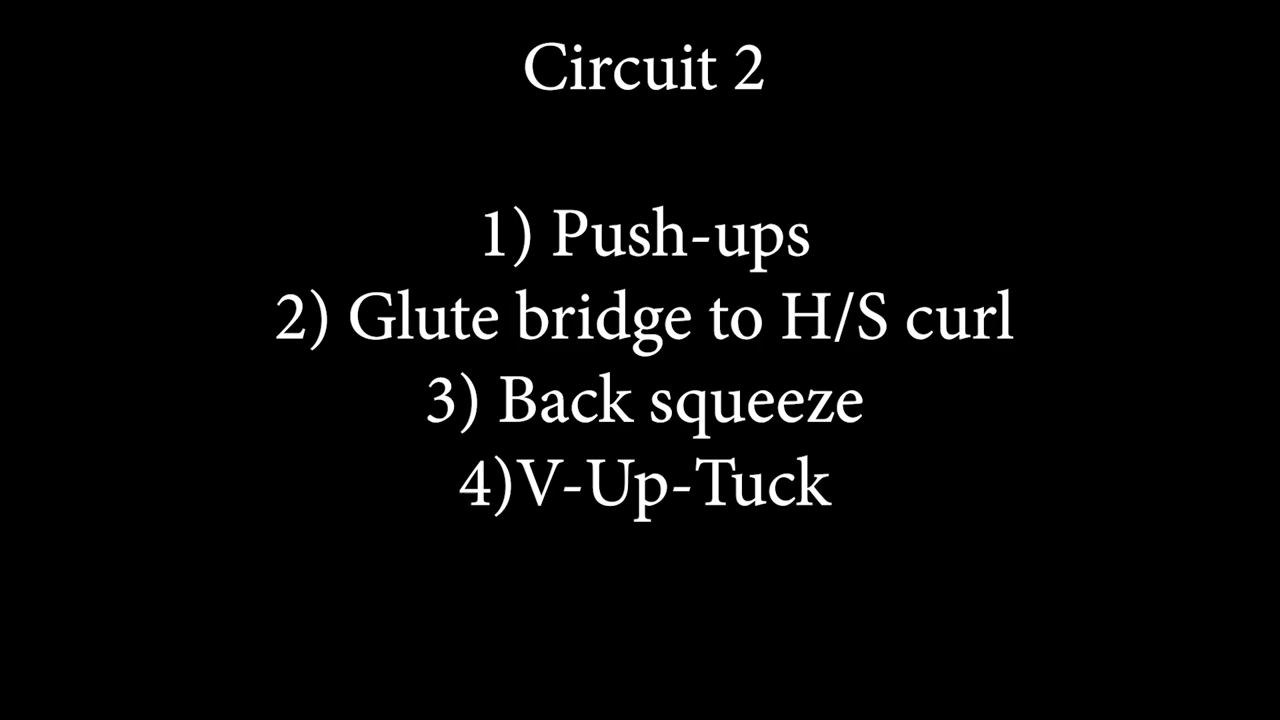 Circuit 2
1) Push-ups
2) Glute bridge to H/S curl
3) Back squeeze
4)V-Up-Tuck